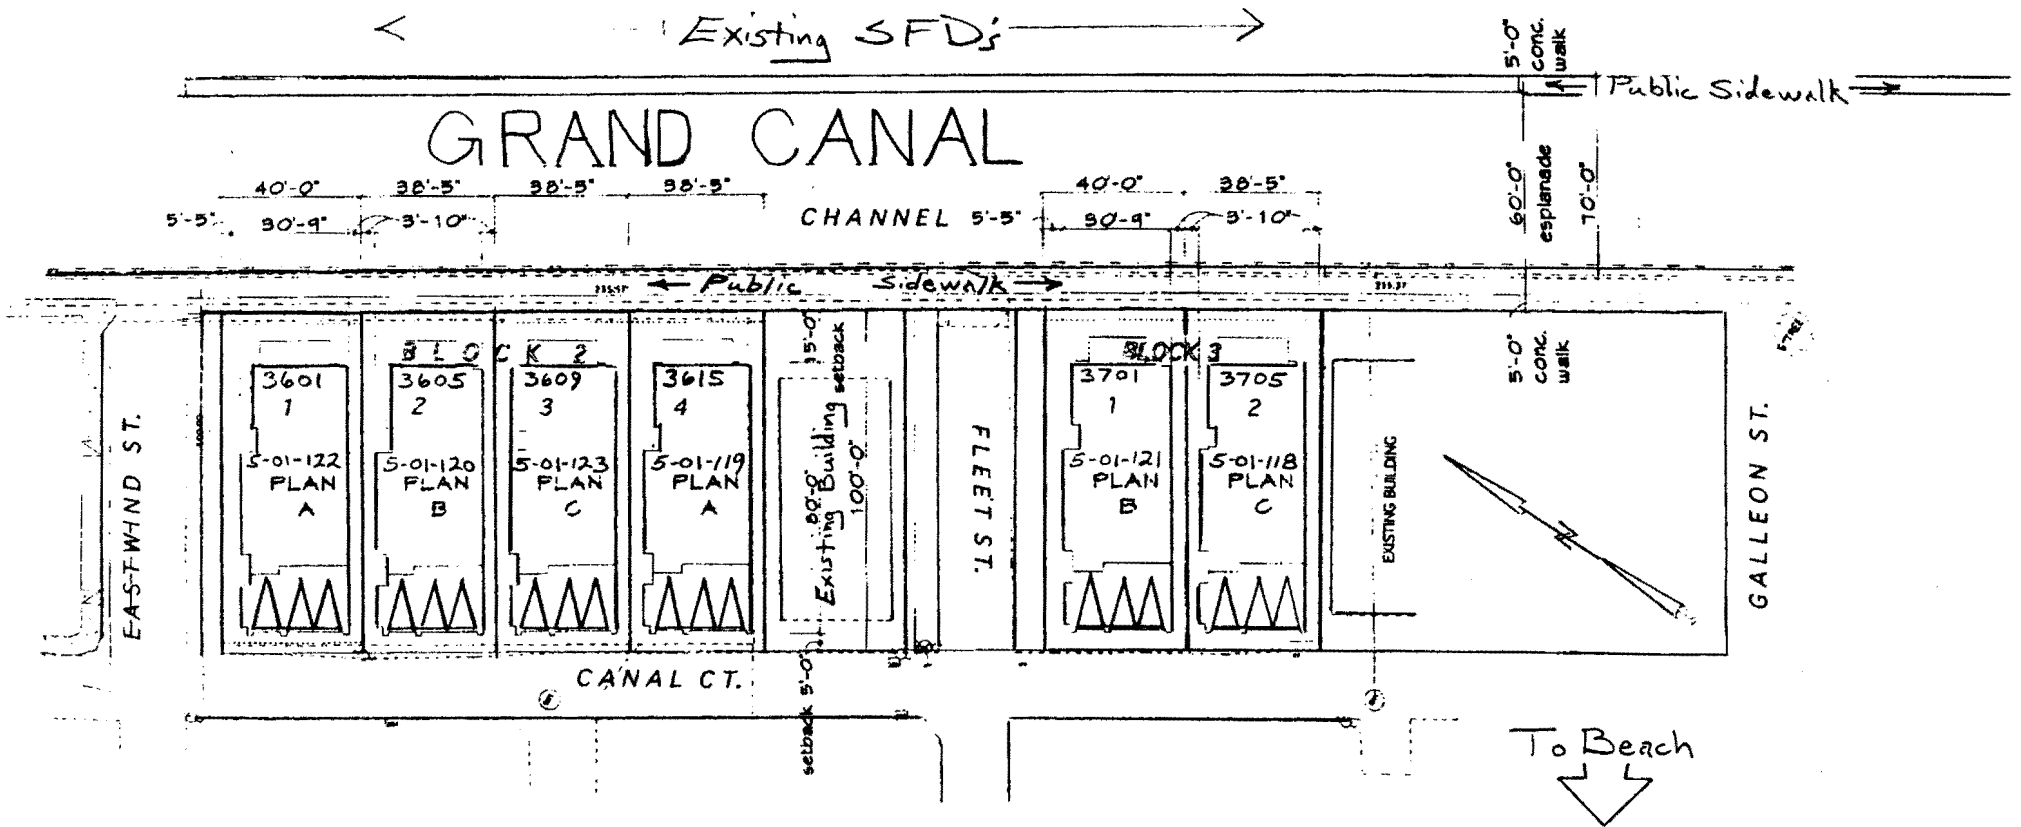 Existing SFD's
5'-0"
conc.
walk
Public Sidewalk
GRAND CANAL
40'-0" 38'-5" 38'-5" 38'-5" 40'-0" 38'-5"
5'-5" 30'-9" 3'-10" CHANNEL 5'-5" 30'-9" 3'-10"
60'-0"
esplanade
70'-0"
Public Sidewalk
BLOCK 2
BLOCK 3
3601 3605 3609 3615 3701 3705
1 2 3 4 1 2
5-01-122 5-01-120 5-01-123 5-01-119 5-01-121 5-01-118
PLAN PLAN PLAN PLAN PLAN PLAN
A B C A B C
15'-0"
setback
Existing Building
80'-0"
100'-0"
setback 5'-0"
EASTWIND ST.
FLEET ST.
EXISTING BUILDING
5'-0"
conc.
walk
N
GALLEON ST.
CANAL CT.
To Beach